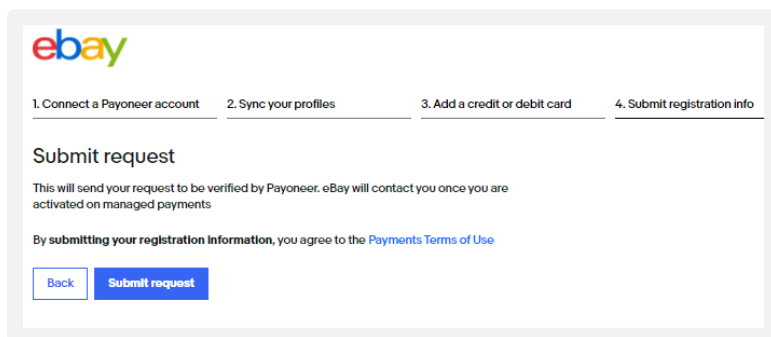 ebay
1. Connect a Payoneer account
2. Sync your profiles
3. Add a credit or debit card
4. Submit registration info
Submit request
This will send your request to be verified by Payoneer. eBay will contact you once you are
activated on managed payments
By submitting your registration information, you agree to the Payments Terms of Use
Back
Submit request